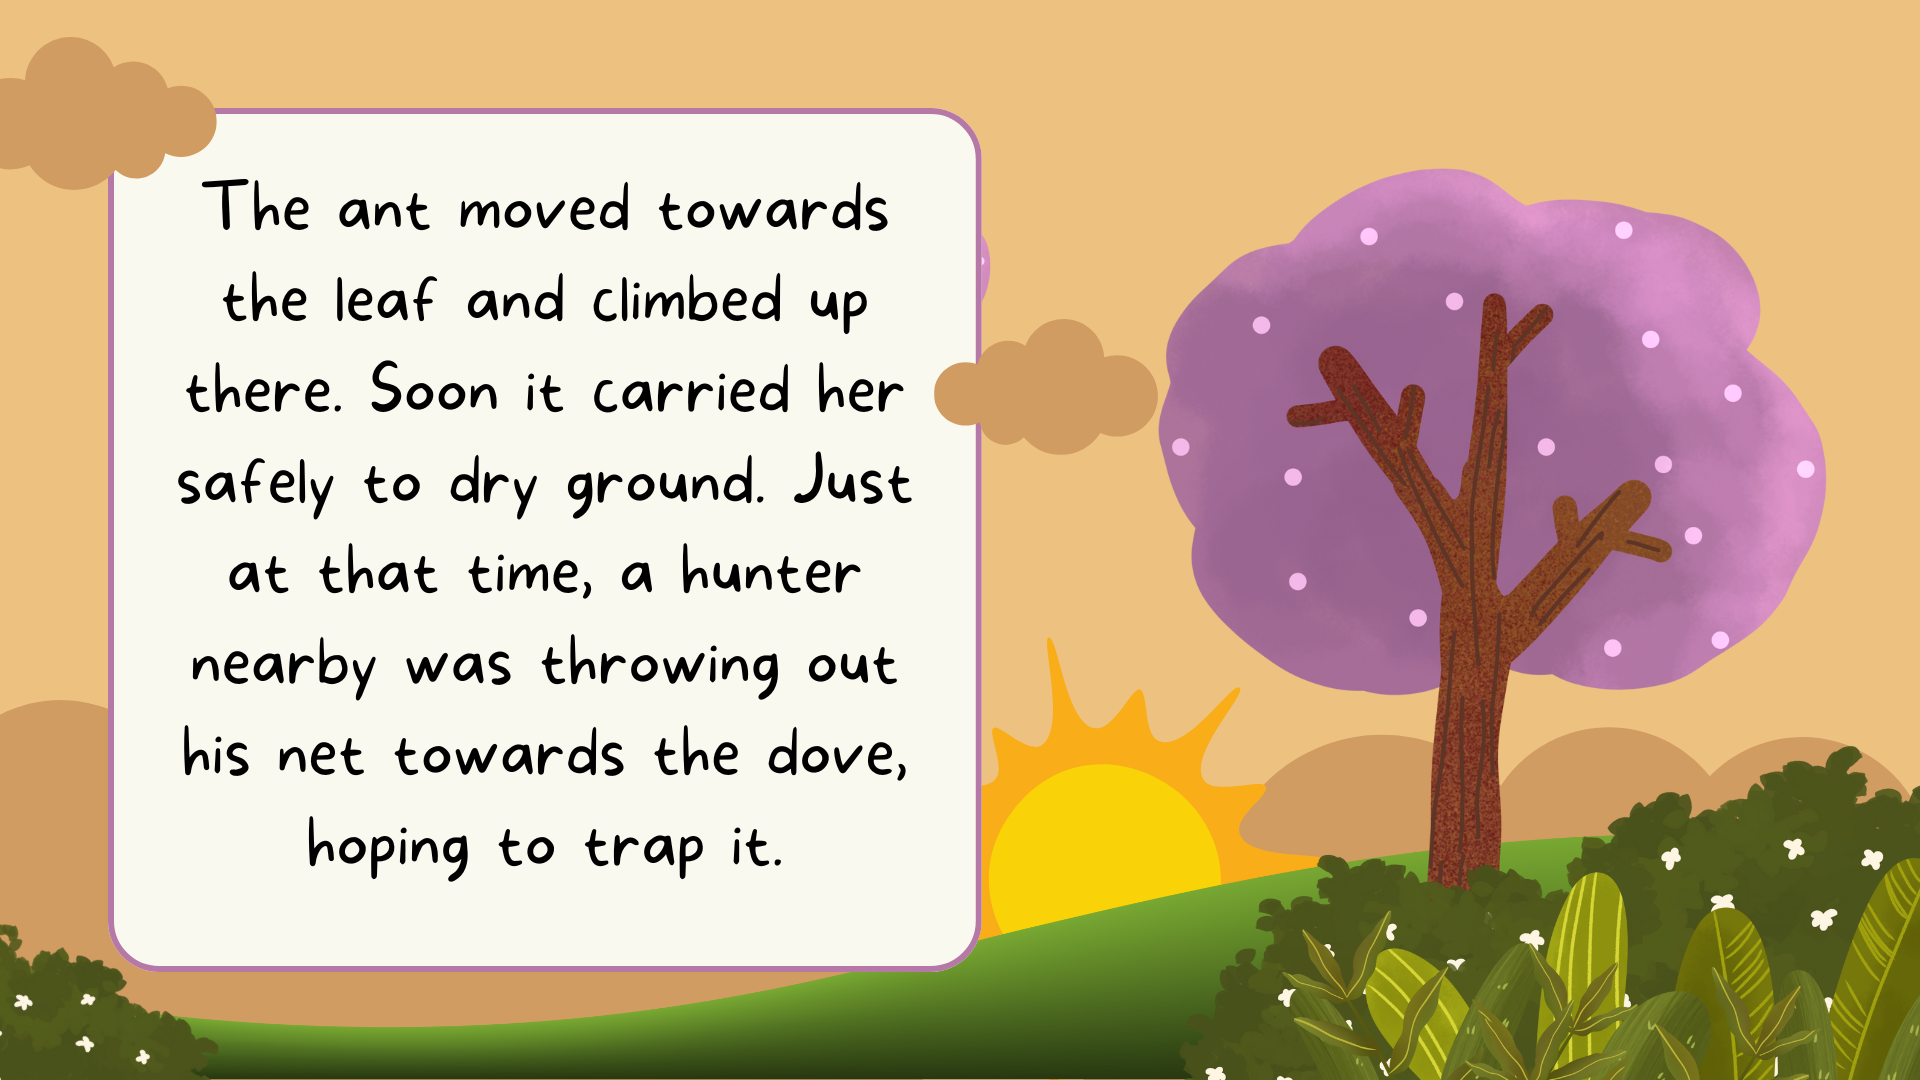 The ant moved towards
the leaf and climbed up
there. Soon it carried her
safely to dry ground. Just
at that time, a hunter
nearby was throwing out
his net towards the dove,
hoping to trap it.